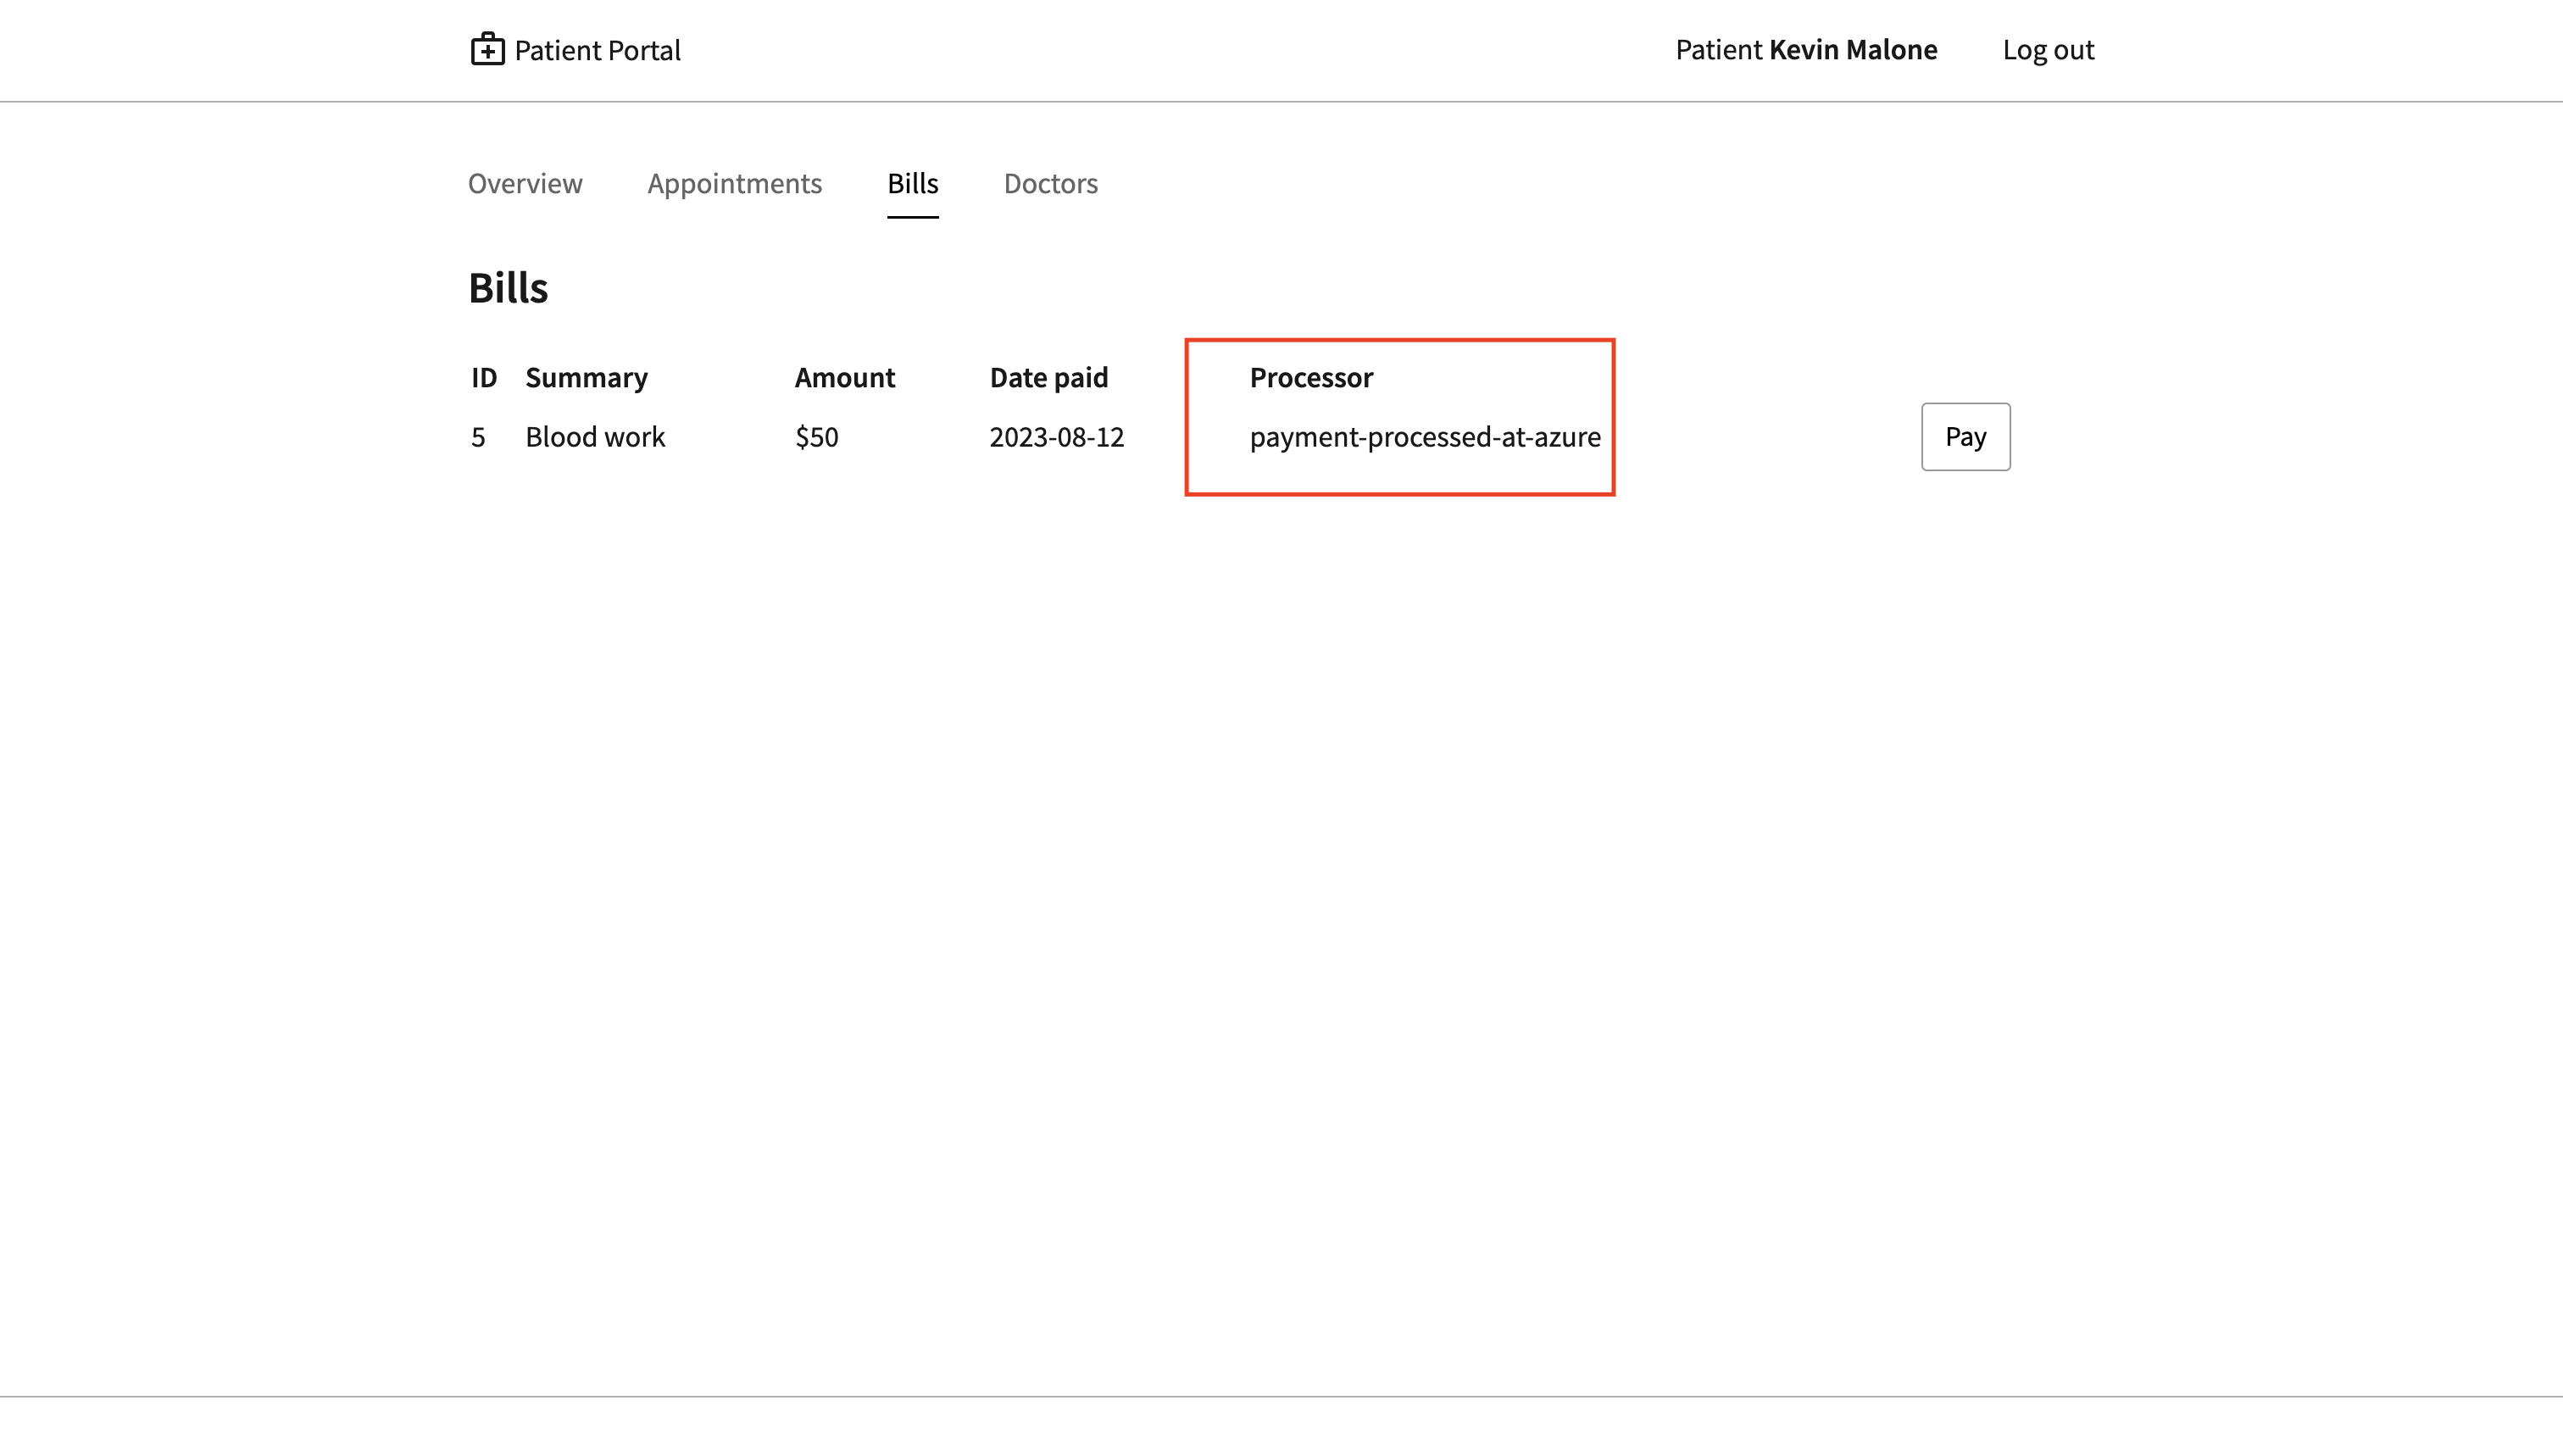 Patient Portal
Patient Kevin Malone
Log out
Overview Appointments Bills Doctors
Bills
ID Summary Amount Date paid Processor
5 Blood work $50 2023-08-12 payment-processed-at-azure Pay